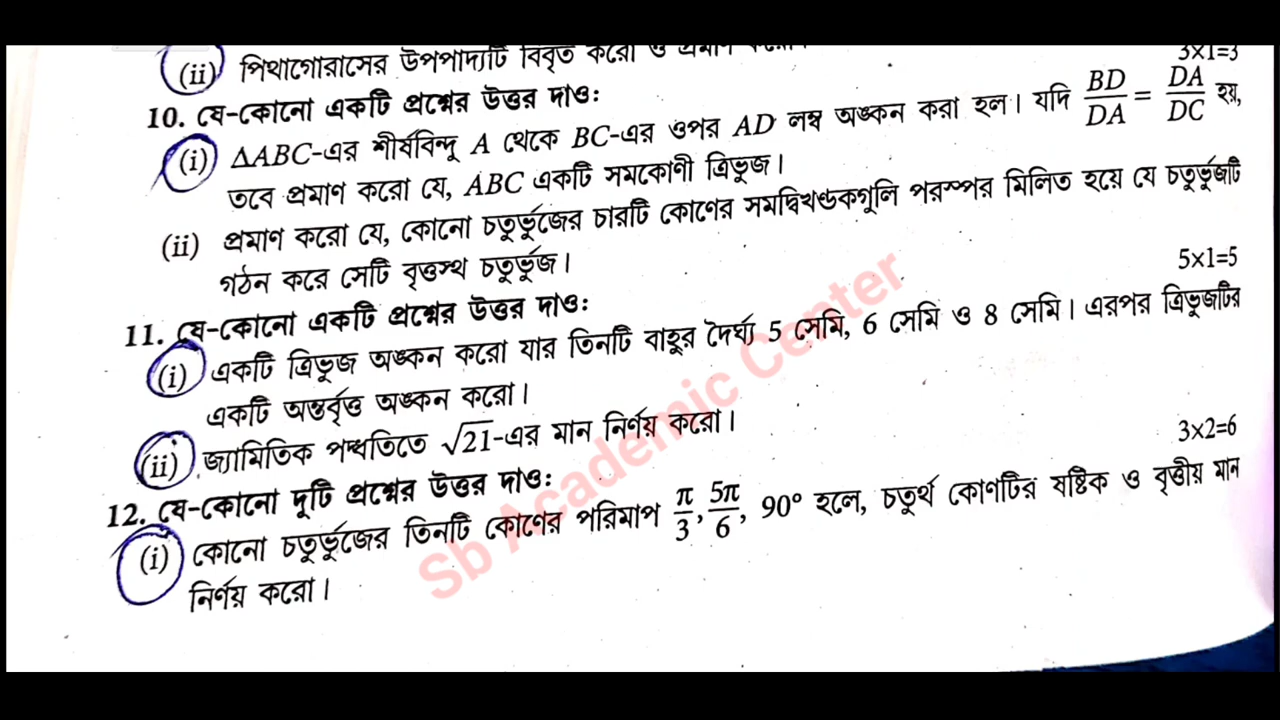 (ii) পিথাগোরাসের উপপাদ্যটি বিবৃত করো ও প্রমাণ করো।
3×1=3
10. যে-কোনো একটি প্রশ্নের উত্তর দাও:
(i) ΔABC-এর শীর্ষবিন্দু A থেকে BC-এর ওপর AD লম্ব অঙ্কন করা হল। যদি BD/DA = DA/DC হয়,
তবে প্রমাণ করো যে, ABC একটি সমকোণী ত্রিভুজ।
(ii) প্রমাণ করো যে, কোনো চতুর্ভুজের চারটি কোণের সমদ্বিখণ্ডকগুলি পরস্পর মিলিত হয়ে যে চতুর্ভুজটি
গঠন করে সেটি বৃত্তস্থ চতুর্ভুজ।
5×1=5
11. যে-কোনো একটি প্রশ্নের উত্তর দাও:
(i) একটি ত্রিভুজ অঙ্কন করো যার তিনটি বাহুর দৈর্ঘ্য 5 সেমি, 6 সেমি ও 8 সেমি। এরপর ত্রিভুজটির
একটি অন্তর্বৃত্ত অঙ্কন করো।
(ii) জ্যামিতিক পদ্ধতিতে √21-এর মান নির্ণয় করো।
3×2=6
12. যে-কোনো দুটি প্রশ্নের উত্তর দাও:
(i) কোনো চতুর্ভুজের তিনটি কোণের পরিমাপ π/3, 5π/6, 90° হলে, চতুর্থ কোণটির ষষ্টিক ও বৃত্তীয় মান
নির্ণয় করো।
Sb Academic Center